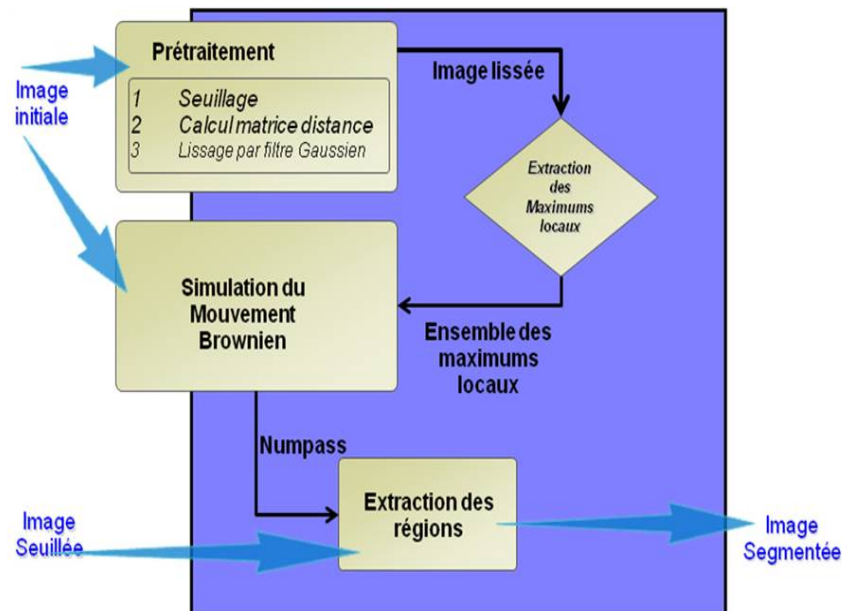 Prétraitement
1 Seuillage
2 Calcul matrice distance
3 Lissage par filtre Gaussien
Image
initiale
Image lissée
Extraction
des
Maximums
locaux
Simulation du
Mouvement
Brownien
Ensemble des
maximums
locaux
Numpass
Extraction des
régions
Image
Seuillée
Image
Segmentée